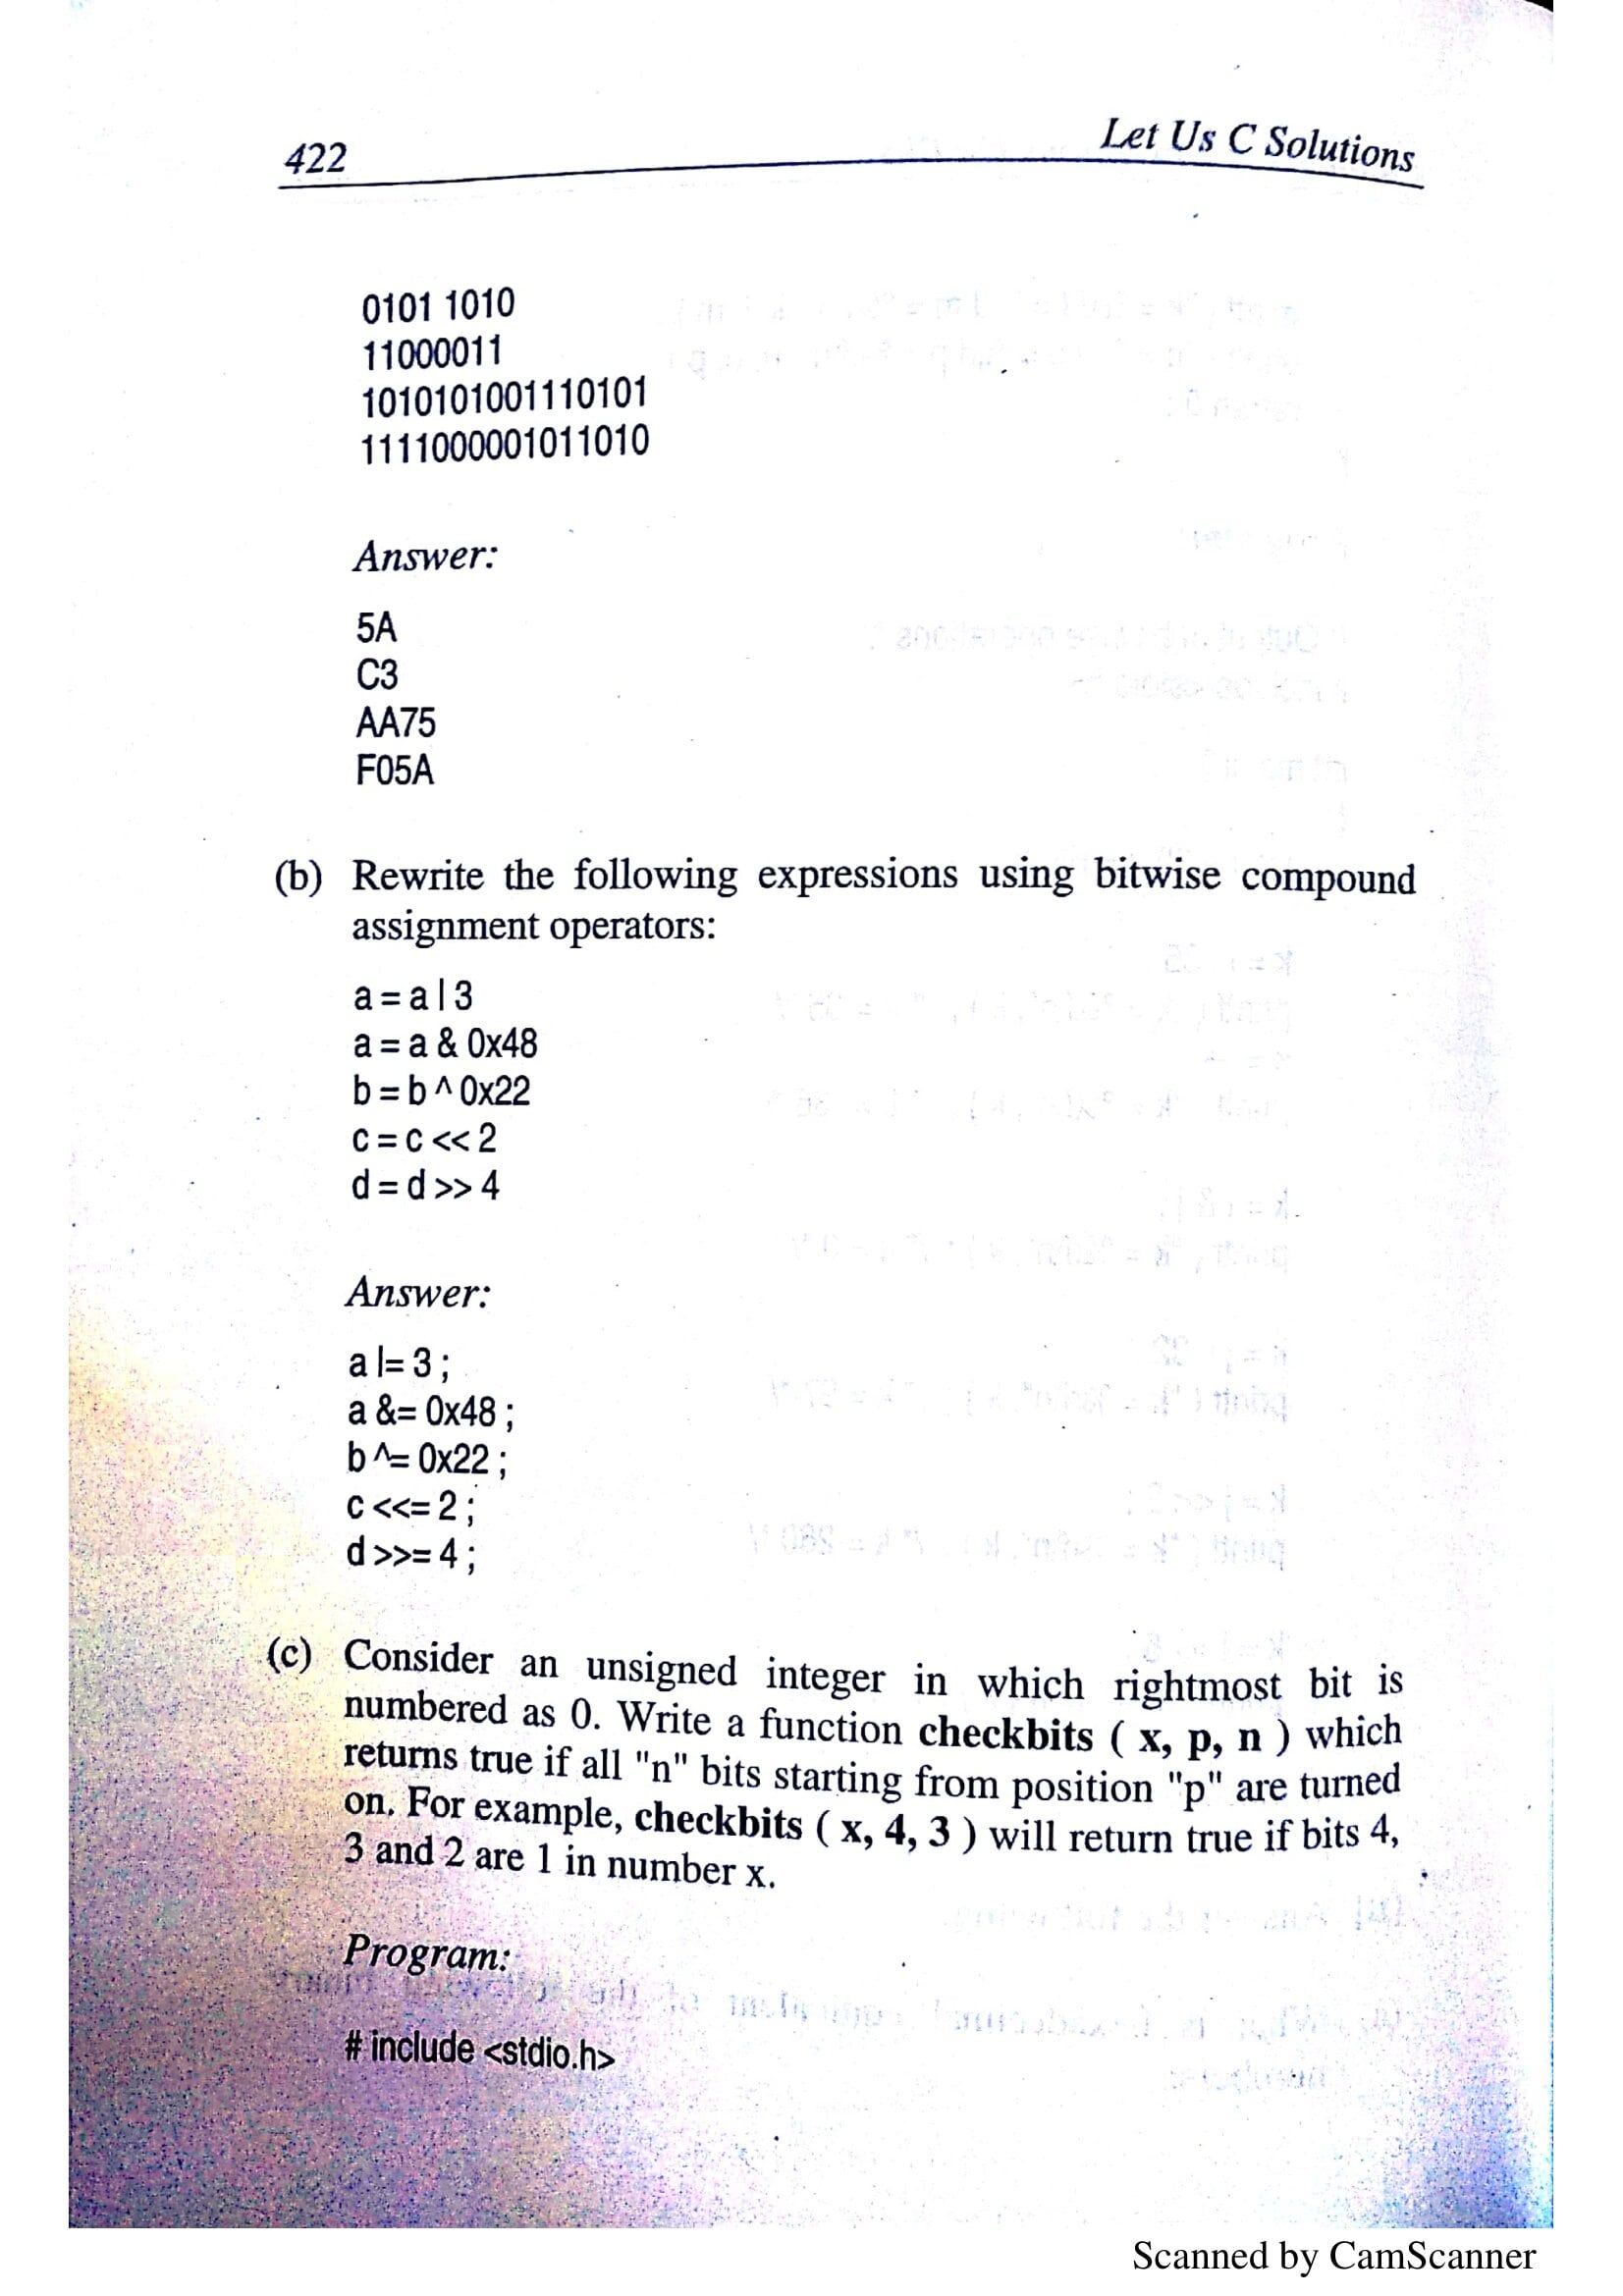 422
Let Us C Solutions
0101 1010
11000011
1010101001110101
1111000001011010
Answer:
5A
C3
AA75
F05A
(b) Rewrite the following expressions using bitwise compound
assignment operators:
a = a | 3
a = a & 0x48
b = b ^ 0x22
c = c << 2
d = d >> 4
Answer:
a |= 3 ;
a &= 0x48 ;
b ^= 0x22 ;
c <<= 2 ;
d >>= 4 ;
(c) Consider an unsigned integer in which rightmost bit is
numbered as 0. Write a function checkbits ( x, p, n ) which
returns true if all "n" bits starting from position "p" are turned
on. For example, checkbits ( x, 4, 3 ) will return true if bits 4,
3 and 2 are 1 in number x.
Program:
# include <stdio.h>
Scanned by CamScanner